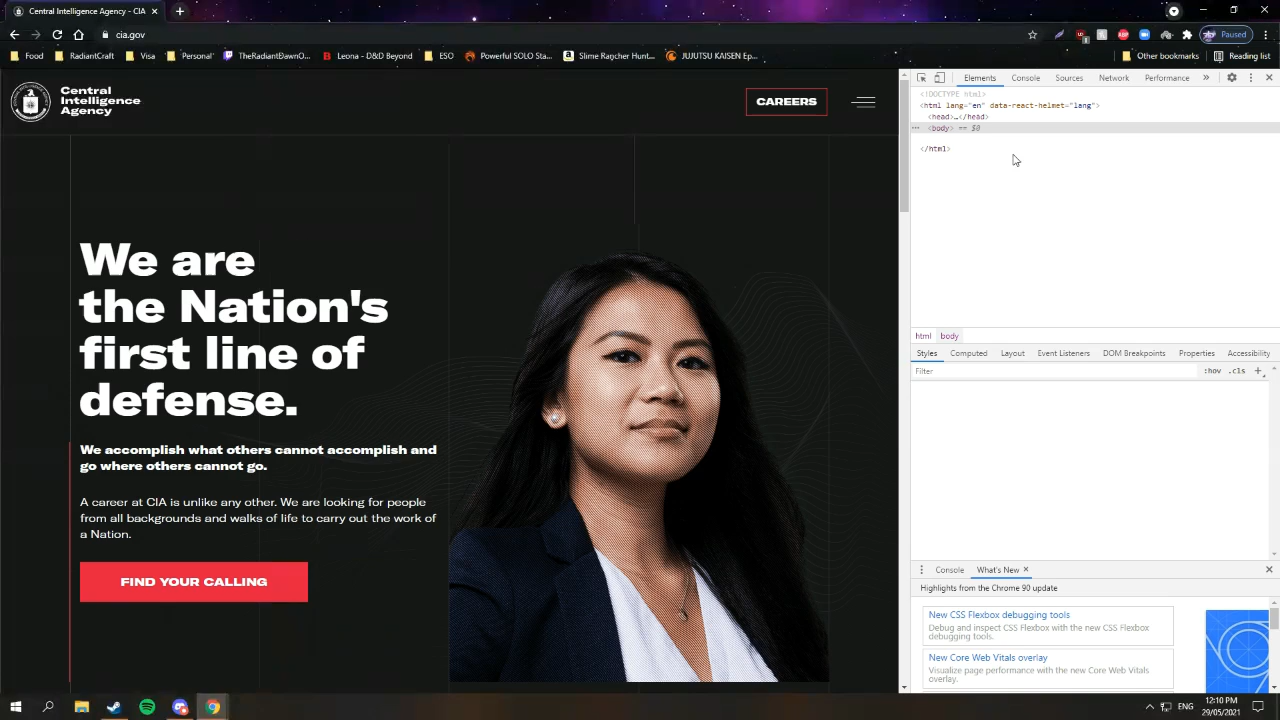 Central Intelligence Agency - CIA
cia.gov
Paused
Food
RadiantCraft
Visa
Personal
TheRadiantDawnO...
Leona - D&D Beyond
ESO
Powerful SOLO Sta...
Slime Rancher Hunt...
JUJUTSU KAISEN Ep...
Other bookmarks
Reading list
Central
Intelligence
Agency
CAREERS
We are
the Nation's
first line of
defense.
We accomplish what others cannot accomplish and
go where others cannot go.
A career at CIA is unlike any other. We are looking for people
from all backgrounds and walks of life to carry out the work of
a Nation.
FIND YOUR CALLING
Elements Console Sources Network Performance »
<!DOCTYPE html>
<html lang="en" data-react-helmet="lang">
<head>…</head>
<body> == $0
</html>
html body
Styles Computed Layout Event Listeners DOM Breakpoints Properties Accessibility
Filter :hov .cls +
Console What's New ×
Highlights from the Chrome 90 update
New CSS Flexbox debugging tools
Debug and inspect CSS Flexbox with the new CSS Flexbox
debugging tools.
New Core Web Vitals overlay
Visualize page performance with the new Core Web Vitals
overlay.
ENG
12:10 PM
29/05/2021